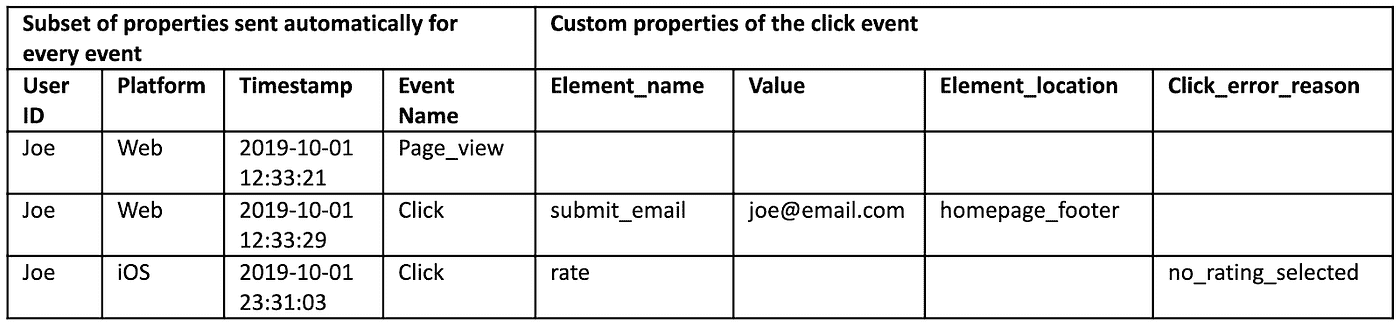 Subset of properties sent automatically for
every event
Custom properties of the click event
User
ID
Platform
Timestamp
Event
Name
Element_name
Value
Element_location
Click_error_reason
Joe
Web
2019-10-01
12:33:21
Page_view
Joe
Web
2019-10-01
12:33:29
Click
submit_email
joe@email.com
homepage_footer
Joe
iOS
2019-10-01
23:31:03
Click
rate
no_rating_selected